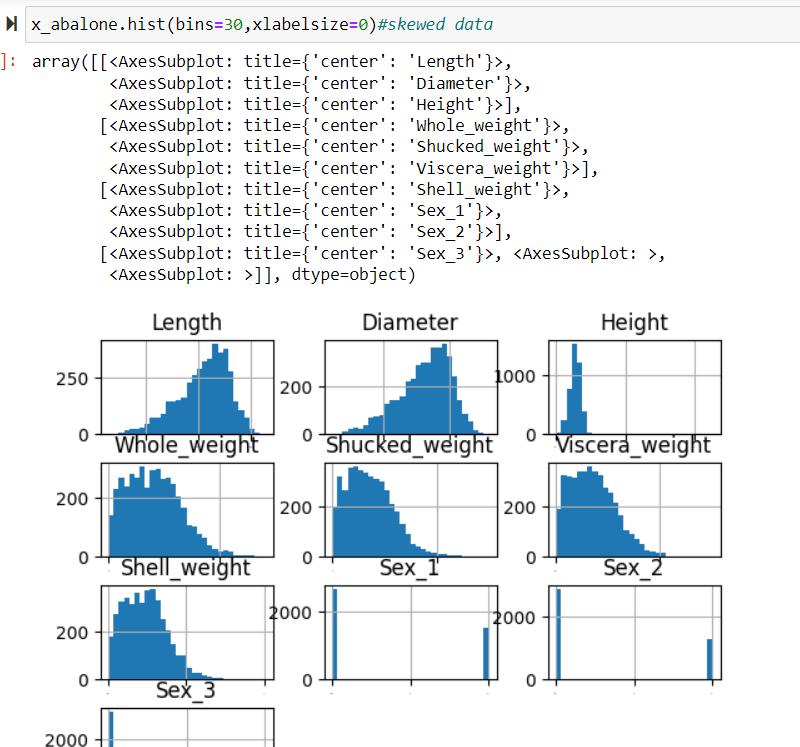 x_abalone.hist(bins=30,xlabelsize=0)#skewed data
]: array([[<AxesSubplot: title={'center': 'Length'}>,
<AxesSubplot: title={'center': 'Diameter'}>,
<AxesSubplot: title={'center': 'Height'}>],
[<AxesSubplot: title={'center': 'Whole_weight'}>,
<AxesSubplot: title={'center': 'Shucked_weight'}>,
<AxesSubplot: title={'center': 'Viscera_weight'}>],
[<AxesSubplot: title={'center': 'Shell_weight'}>,
<AxesSubplot: title={'center': 'Sex_1'}>,
<AxesSubplot: title={'center': 'Sex_2'}>],
[<AxesSubplot: title={'center': 'Sex_3'}>, <AxesSubplot: >,
<AxesSubplot: >]], dtype=object)
Length Diameter Height
250 200 1000
0 0 0
Whole_weight Shucked_weight Viscera_weight
200 200 200
0 0 0
Shell_weight Sex_1 Sex_2
200 2000 2000
0 0 0
Sex_3
2000